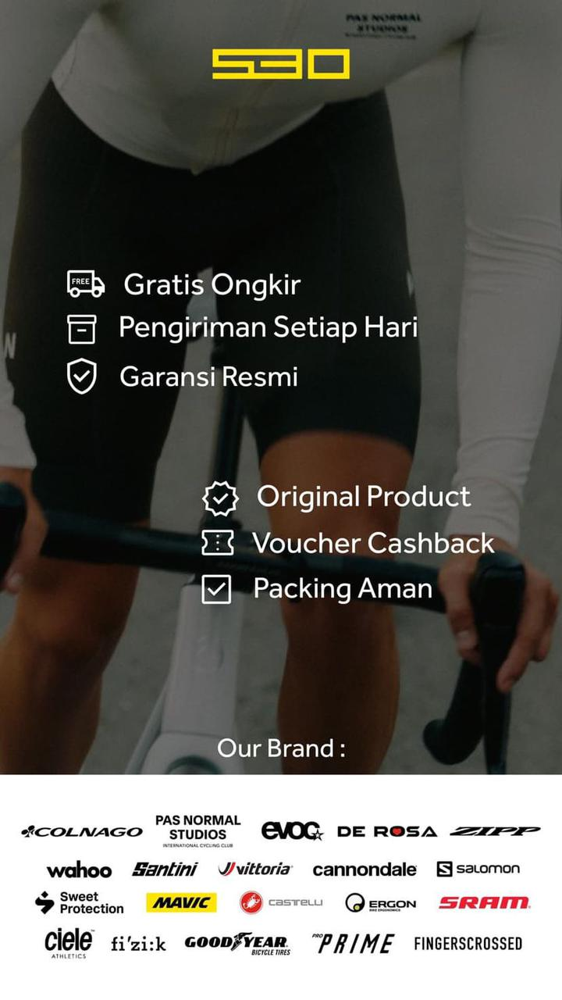 PAS NORMAL
STUDIOS
530
FREE
Gratis Ongkir
Pengiriman Setiap Hari
Garansi Resmi
Original Product
Voucher Cashback
Packing Aman
Our Brand :
COLNAGO
PAS NORMAL
STUDIOS
INTERNATIONAL CYCLING CLUB
evoc
DE ROSA
ZIPP
wahoo
Santini
vittoria
cannondale
S salomon
Sweet
Protection
MAVIC
CASTELLI
ERGON
BIKE ERGONOMICS
SRAM
ciele
ATHLETICS
fi'zi:k
GOODYEAR
BICYCLE TIRES
PRO PRIME
FINGERSCROSSED